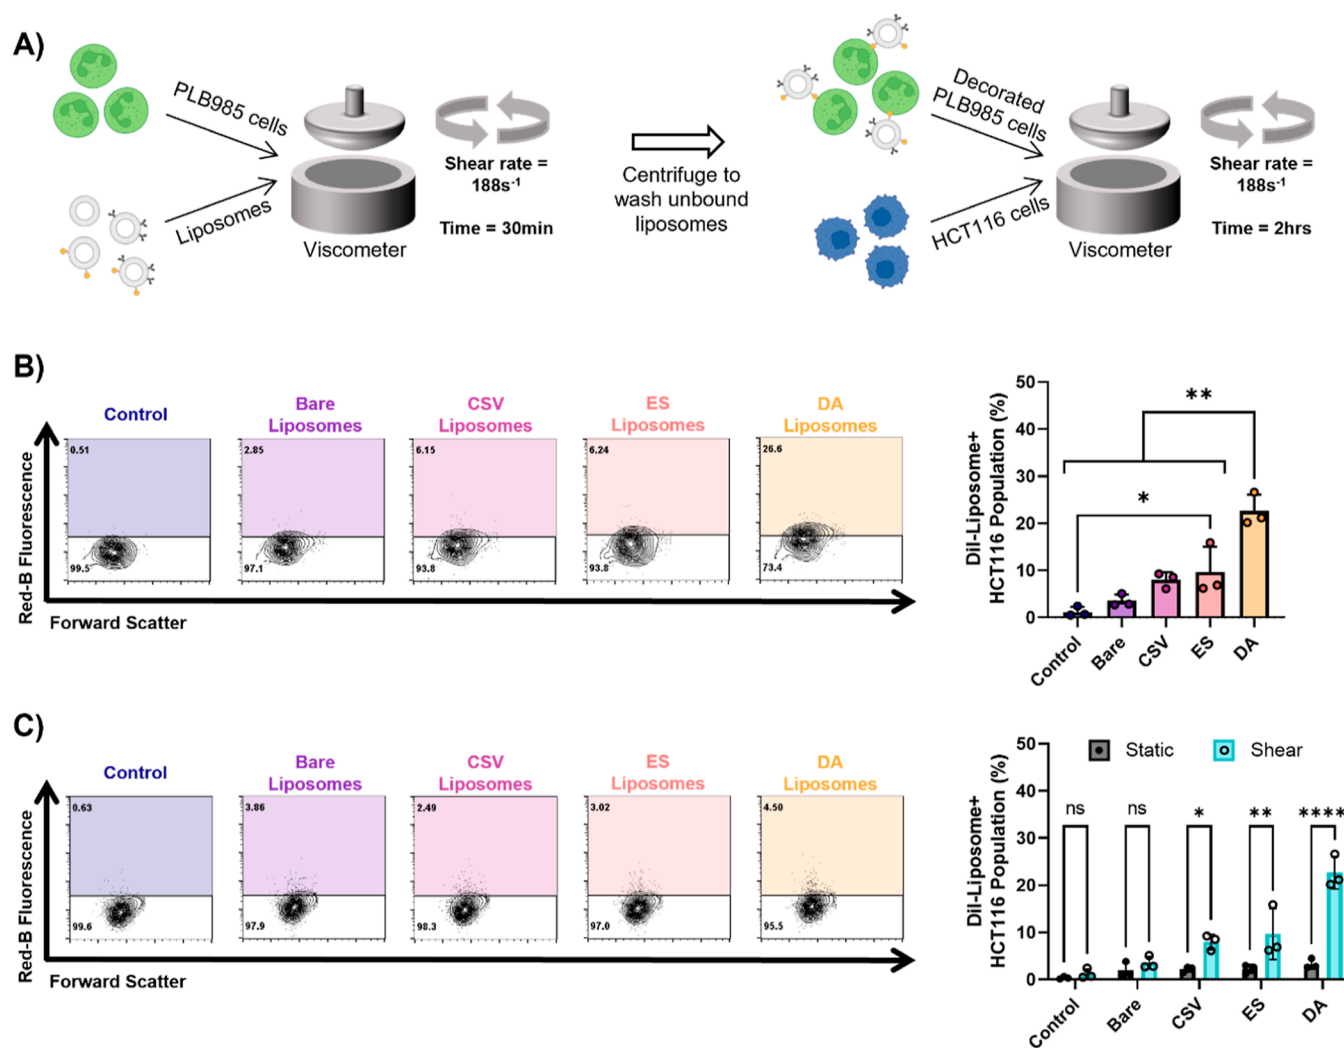 A)
PLB985 cells
Liposomes
Viscometer
Shear rate =
188s⁻¹
Time = 30min
Centrifuge to
wash unbound
liposomes
Decorated
PLB985 cells
HCT116 cells
Viscometer
Shear rate =
188s⁻¹
Time = 2hrs
B)
Red-B Fluorescence
Forward Scatter
Control
0.51
99.5
Bare
Liposomes
2.85
97.1
CSV
Liposomes
6.15
93.8
ES
Liposomes
6.24
93.8
DA
Liposomes
26.6
73.4
DiI-Liposome+
HCT116 Population (%)
50
40
30
20
10
0
*
**
Control
Bare
CSV
ES
DA
C)
Red-B Fluorescence
Forward Scatter
Control
0.63
99.6
Bare
Liposomes
3.86
97.9
CSV
Liposomes
2.49
98.3
ES
Liposomes
3.02
97.0
DA
Liposomes
4.50
95.5
DiI-Liposome+
HCT116 Population (%)
50
40
30
20
10
0
Static
Shear
ns
ns
*
**
****
Control
Bare
CSV
ES
DA